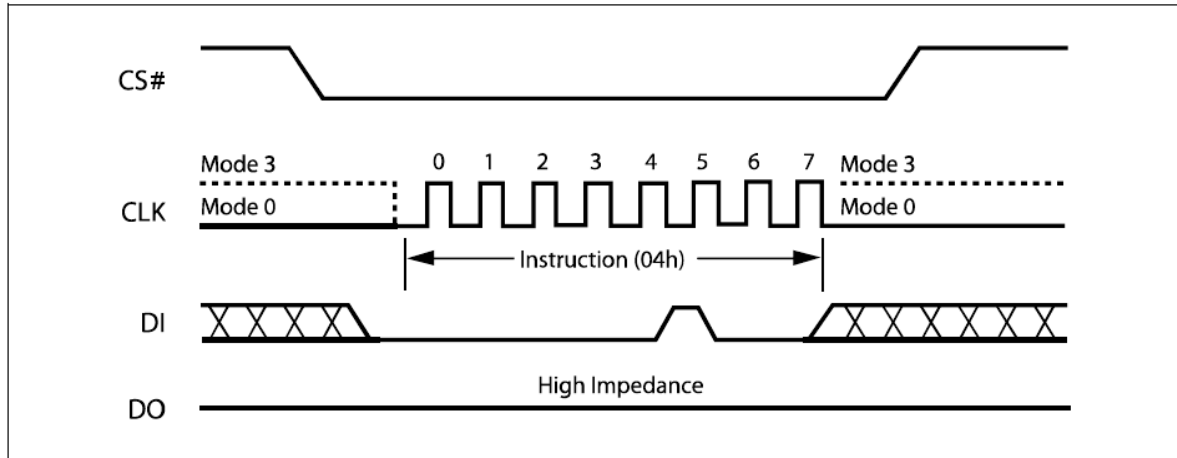 CS#
Mode 3
0 1 2 3 4 5 6 7
Mode 3
CLK
Mode 0
Mode 0
Instruction (04h)
DI
High Impedance
DO